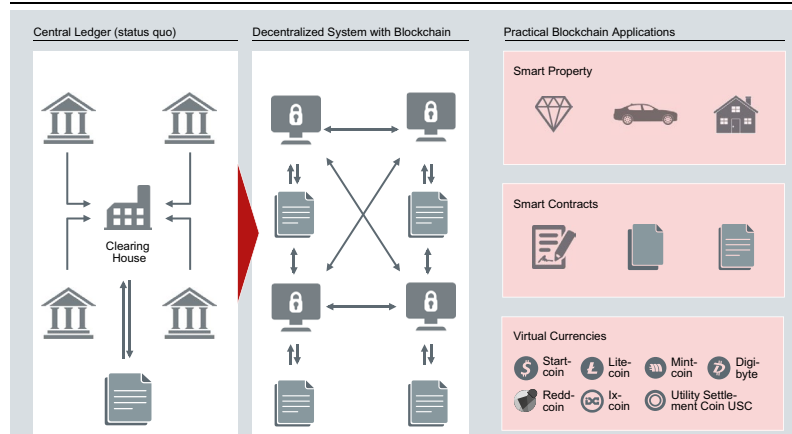 Central Ledger (status quo)
Clearing
House
Decentralized System with Blockchain
Practical Blockchain Applications
Smart Property
Smart Contracts
Virtual Currencies
Start-
coin
Lite-
coin
Mint-
coin
Digi-
byte
Redd-
coin
Ix-
coin
Utility Settle-
ment Coin USC